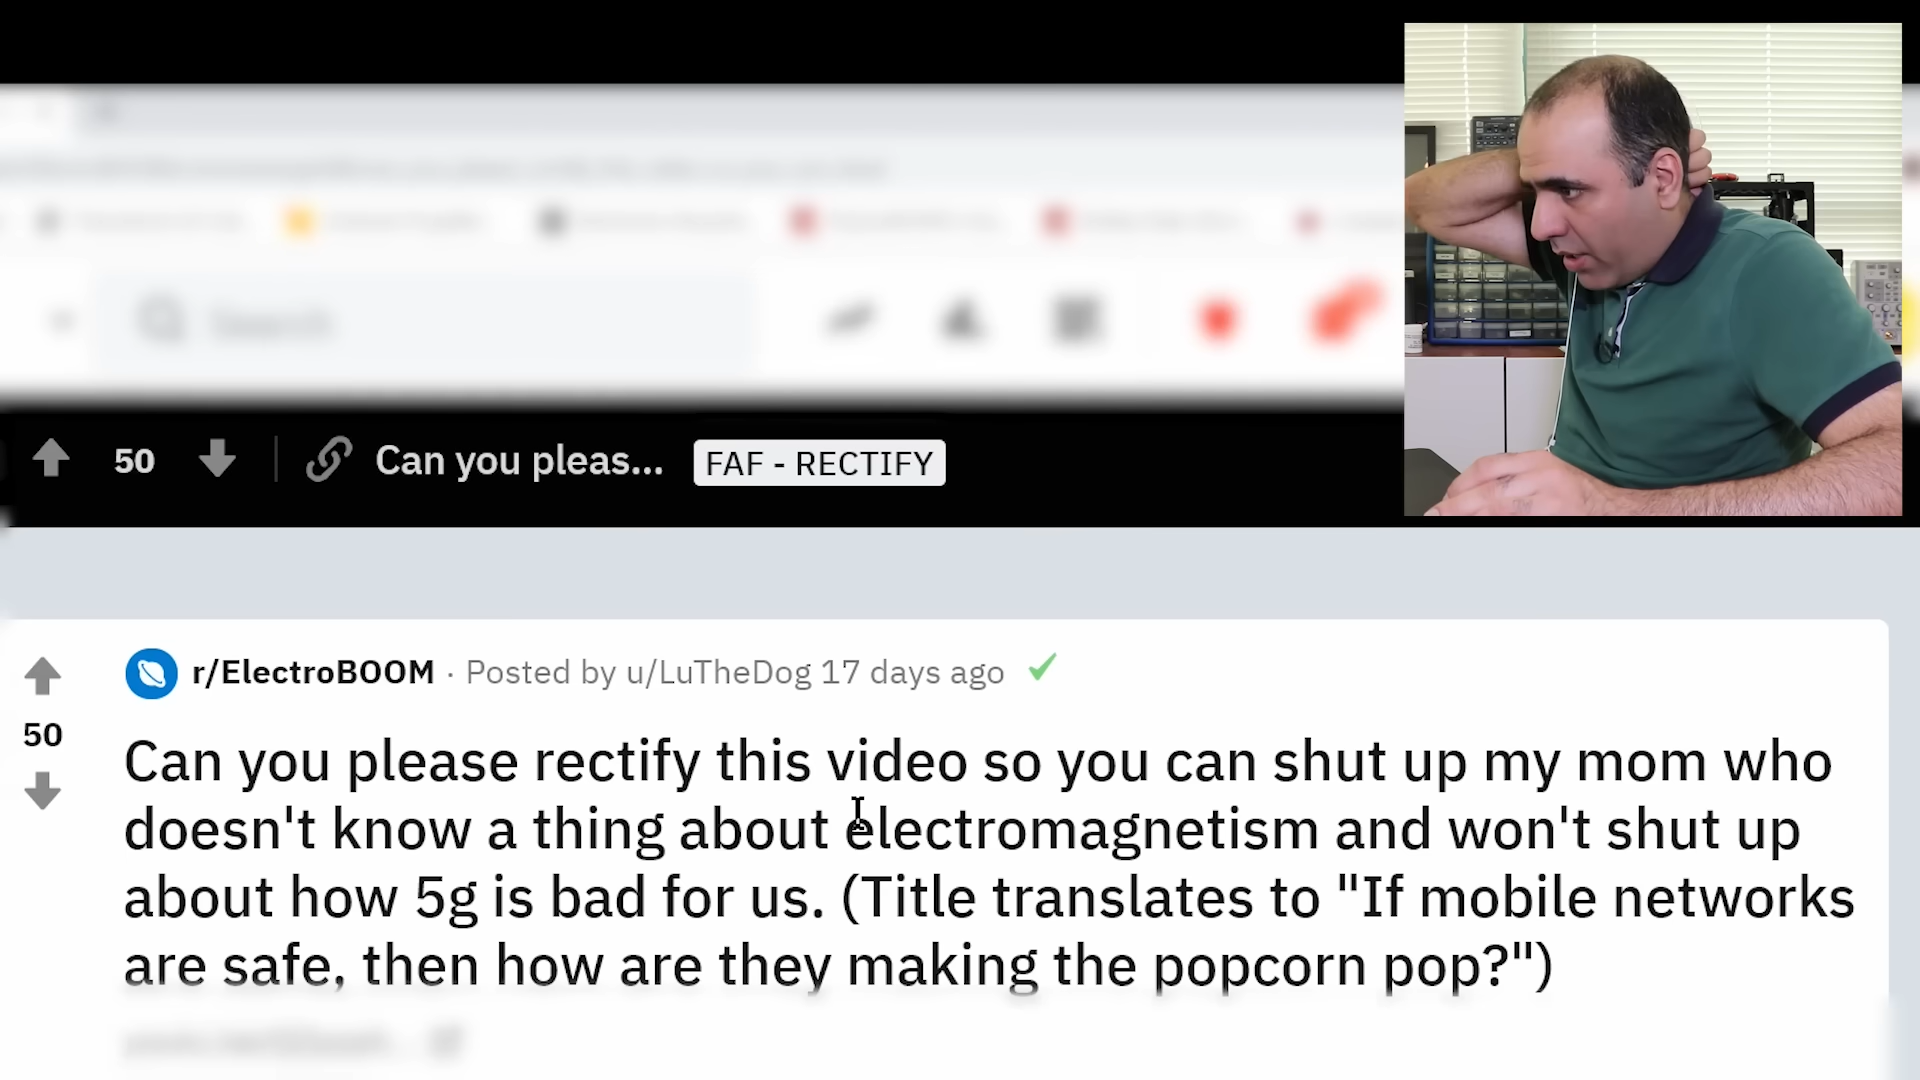 Search
50
Can you pleas...
FAF - RECTIFY
r/ElectroBOOM · Posted by u/LuTheDog 17 days ago
50
Can you please rectify this video so you can shut up my mom who
doesn't know a thing about electromagnetism and won't shut up
about how 5g is bad for us. (Title translates to "If mobile networks
are safe, then how are they making the popcorn pop?")